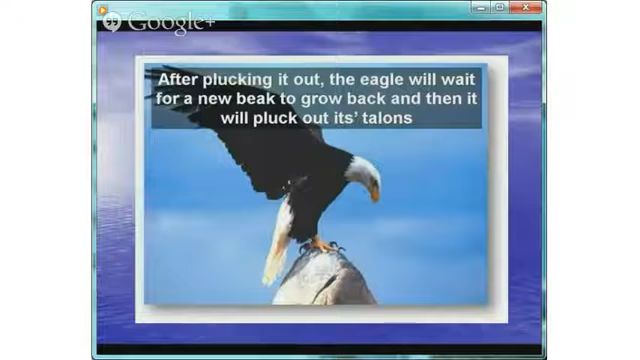 Google+
After plucking it out, the eagle will wait
for a new beak to grow back and then it
will pluck out its' talons